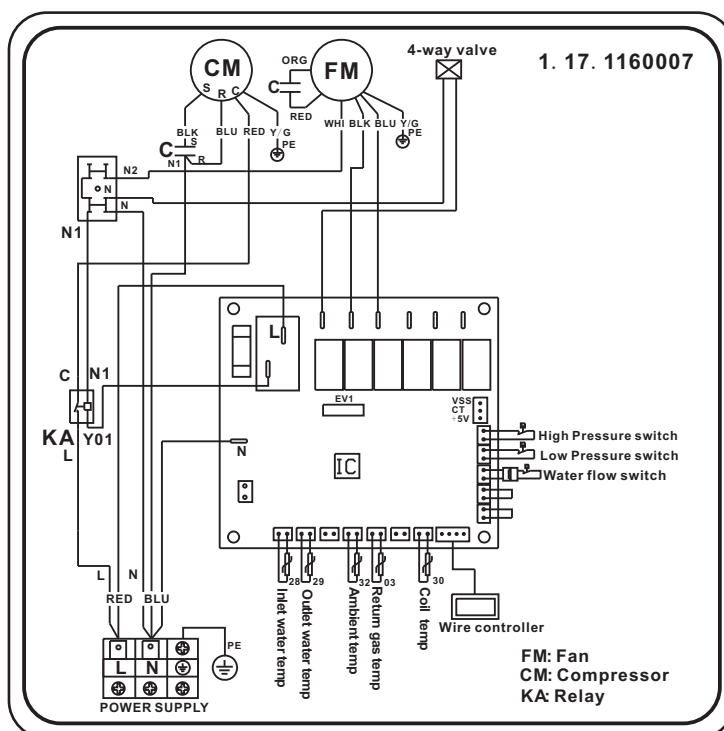 4-way valve
1. 17. 1160007
CM
S R C
ORG
C
FM
RED
BLK
S
BLU
RED
Y/G
PE
WHI
BLK
BLU
Y/G
PE
C
N1
R
N2
N
N
N1
L
C
N1
KA
Y01
L
EV1
VSS
CT
+5V
High Pressure switch
Low Pressure switch
Water flow switch
N
IC
28
29
32
03
30
Inlet water temp
Outlet water temp
Ambient temp
Return gas temp
Coil temp
Wire controller
L
N
RED
BLU
PE
L
N
POWER SUPPLY
FM: Fan
CM: Compressor
KA: Relay